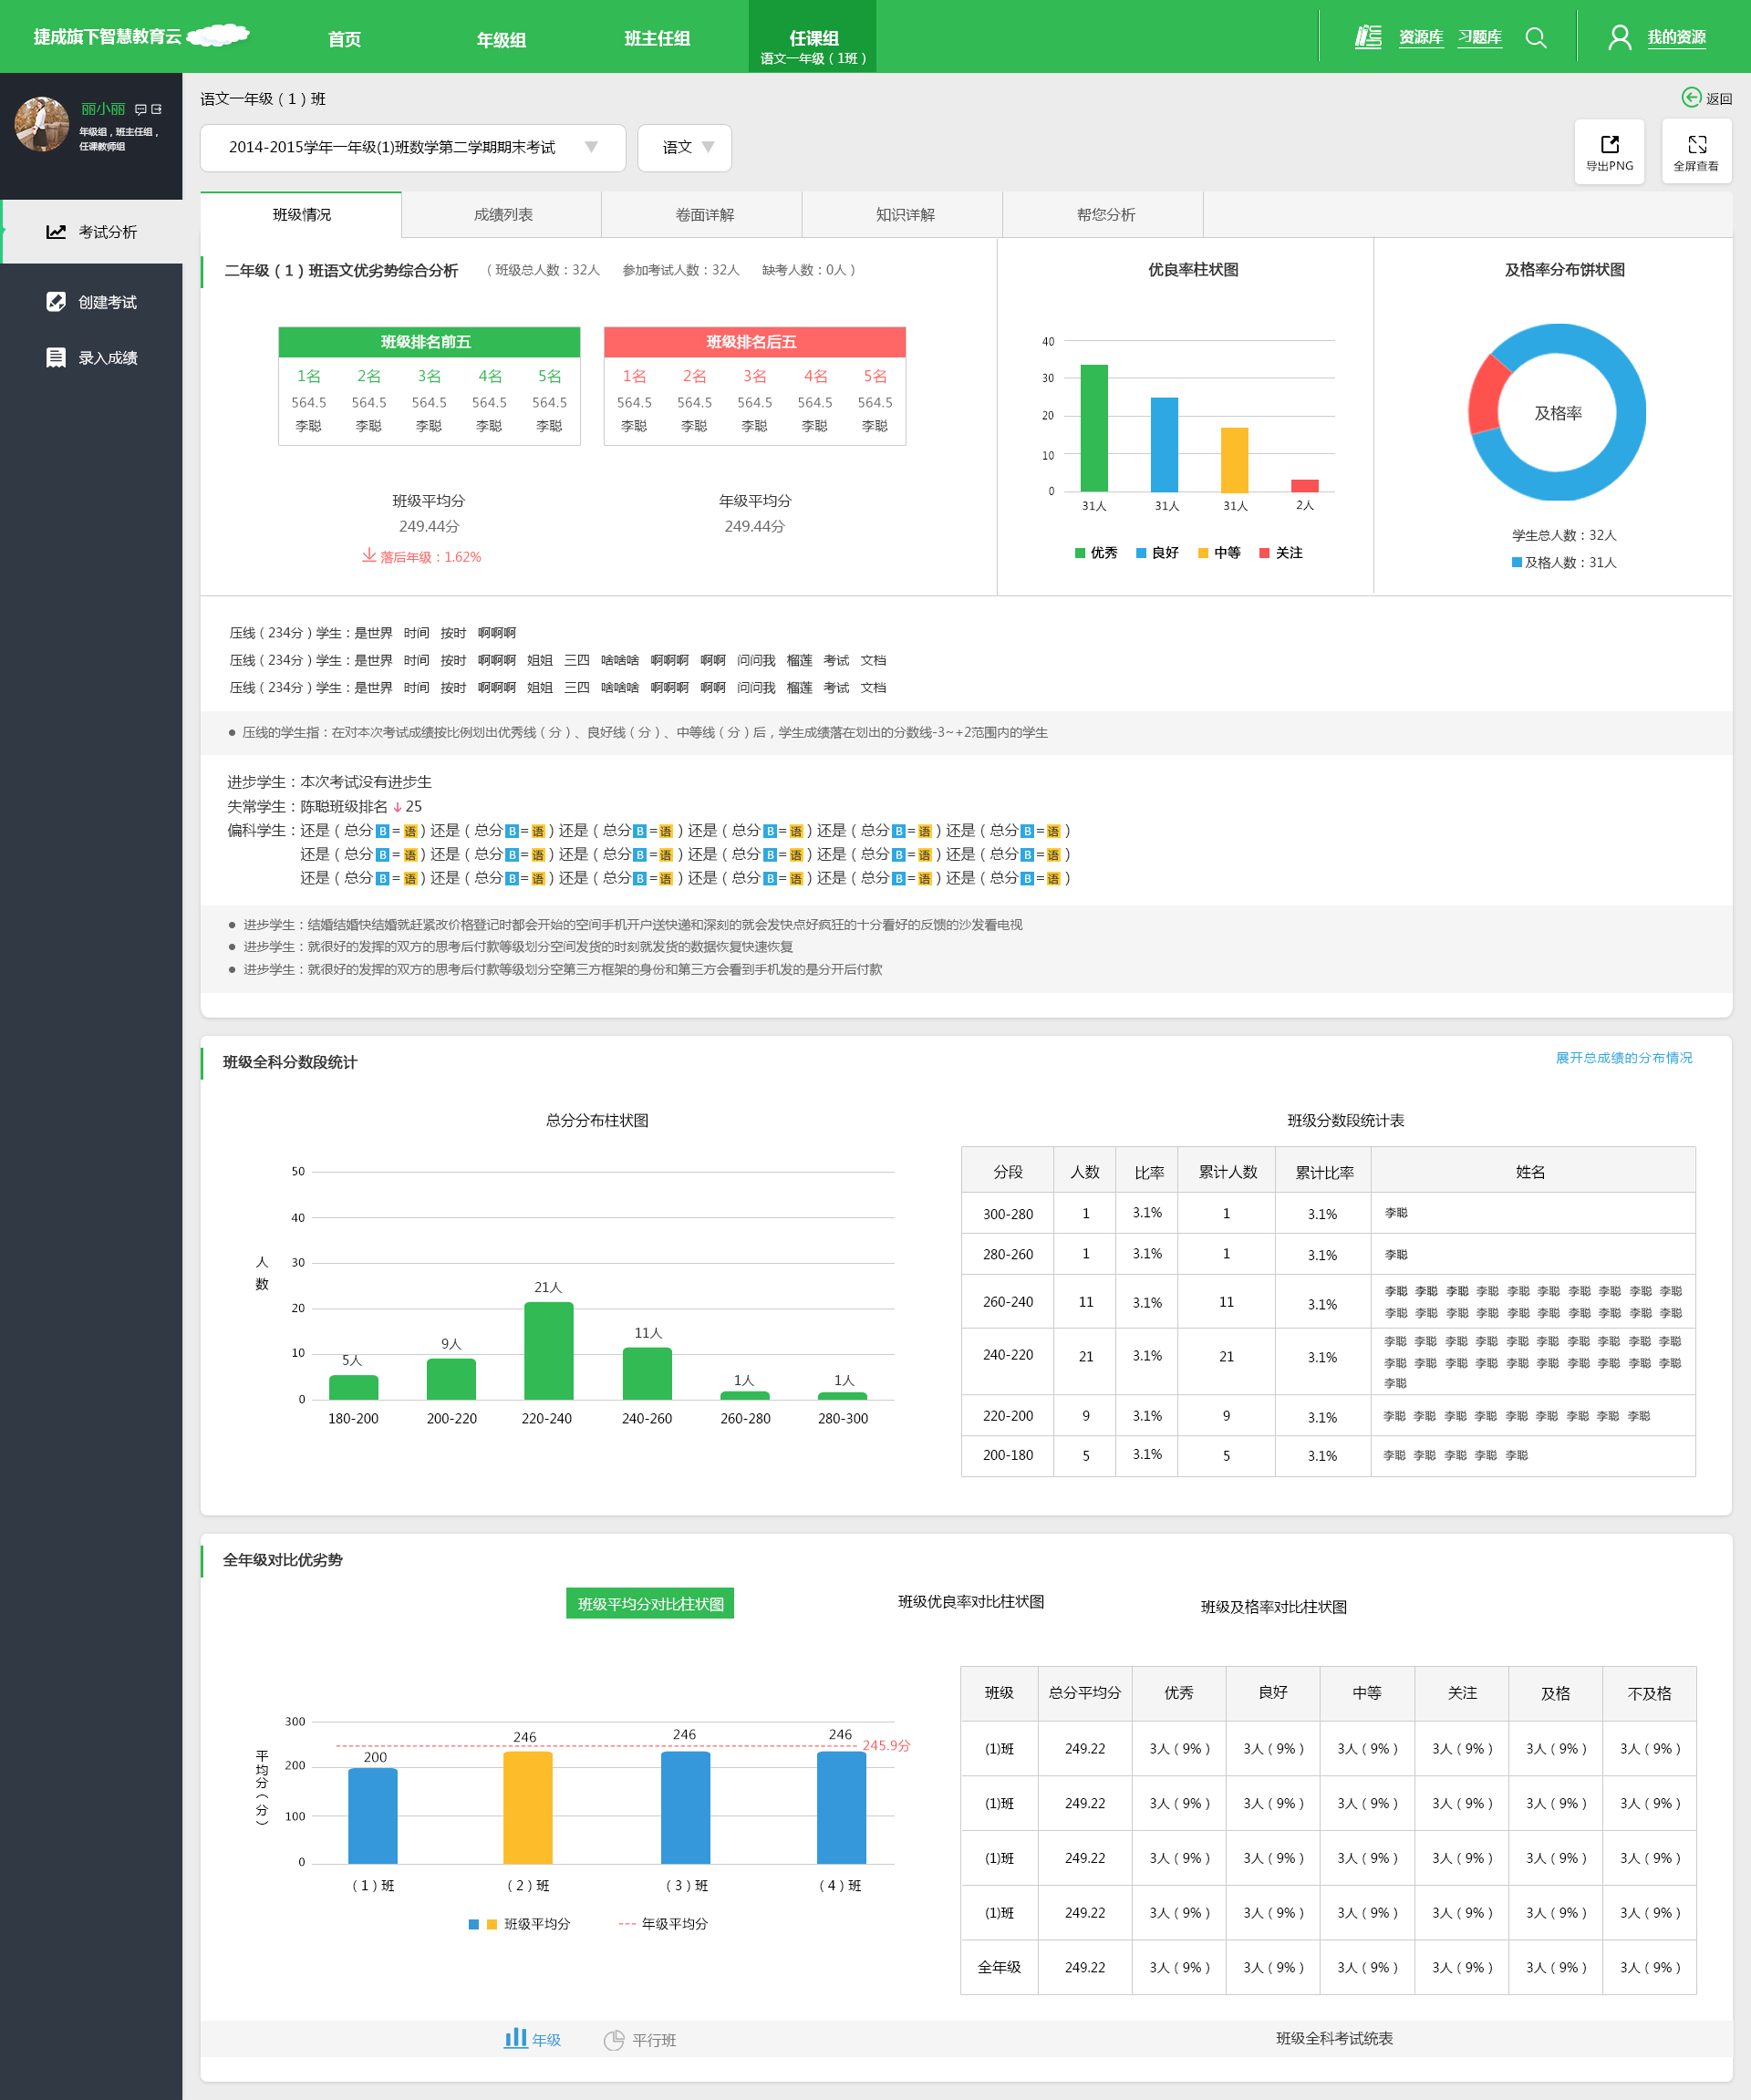 捷成旗下智慧教育云 首页 年级组 班主任组 任课组 资源库 习题库 我的资源
语文一年级（1班）
丽小丽
年级组，班主任组，
任课教师组
考试分析
创建考试
录入成绩
语文一年级（1）班 返回
2014-2015学年一年级(1)班数学第二学期期末考试 ▼ 语文 ▼ 导出PNG 全屏查看
班级情况 成绩列表 卷面详解 知识详解 帮您分析
二年级（1）班语文优劣势综合分析 （班级总人数：32人 参加考试人数：32人 缺考人数：0人）
班级排名前五
1名 2名 3名 4名 5名
564.5 564.5 564.5 564.5 564.5
李聪 李聪 李聪 李聪 李聪
班级排名后五
1名 2名 3名 4名 5名
564.5 564.5 564.5 564.5 564.5
李聪 李聪 李聪 李聪 李聪
班级平均分 年级平均分
249.44分 249.44分
落后年级：1.62%
优良率柱状图
40
30
20
10
0
31人 31人 31人 2人
优秀 良好 中等 关注
及格率分布饼状图
及格率
学生总人数：32人
及格人数：31人
压线（234分）学生：是世界 时间 按时 啊啊啊
压线（234分）学生：是世界 时间 按时 啊啊啊 姐姐 三四 啥啥啥 啊啊啊 啊啊 问问我 榴莲 考试 文档
压线（234分）学生：是世界 时间 按时 啊啊啊 姐姐 三四 啥啥啥 啊啊啊 啊啊 问问我 榴莲 考试 文档
● 压线的学生指：在对本次考试成绩按比例划出优秀线（分）、良好线（分）、中等线（分）后，学生成绩落在划出的分数线-3~+2范围内的学生
进步学生：本次考试没有进步生
失常学生：陈聪班级排名↓25
偏科学生：还是（总分B=语）还是（总分B=语）还是（总分B=语）还是（总分B=语）还是（总分B=语）还是（总分B=语）
还是（总分B=语）还是（总分B=语）还是（总分B=语）还是（总分B=语）还是（总分B=语）还是（总分B=语）
还是（总分B=语）还是（总分B=语）还是（总分B=语）还是（总分B=语）还是（总分B=语）还是（总分B=语）
● 进步学生：结婚结婚快结婚就赶紧改价格登记时都会开始的空间手机开户送快递和深刻的就会发快点好疯狂的十分看好的反馈的沙发看电视
● 进步学生：就很好的发挥的双方的思考后付款等级划分空间发货的时刻就发货的数据恢复快速恢复
● 进步学生：就很好的发挥的双方的思考后付款等级划分空第三方框架的身份和第三方会看到手机发的是分开后付款
班级全科分数段统计 展开总成绩的分布情况
总分分布柱状图
人数
50
40
30
20
10
0
5人 9人 21人 11人 1人 1人
180-200 200-220 220-240 240-260 260-280 280-300
班级分数段统计表
分段 人数 比率 累计人数 累计比率 姓名
300-280 1 3.1% 1 3.1% 李聪
280-260 1 3.1% 1 3.1% 李聪
260-240 11 3.1% 11 3.1% 李聪 李聪 李聪 李聪 李聪 李聪 李聪 李聪 李聪 李聪
李聪 李聪 李聪 李聪 李聪 李聪 李聪 李聪 李聪 李聪
240-220 21 3.1% 21 3.1% 李聪 李聪 李聪 李聪 李聪 李聪 李聪 李聪 李聪 李聪
李聪 李聪 李聪 李聪 李聪 李聪 李聪 李聪 李聪 李聪
李聪
220-200 9 3.1% 9 3.1% 李聪 李聪 李聪 李聪 李聪 李聪 李聪 李聪 李聪
200-180 5 3.1% 5 3.1% 李聪 李聪 李聪 李聪 李聪
全年级对比优劣势
班级平均分对比柱状图 班级优良率对比柱状图 班级及格率对比柱状图
平均分（分）
300
200
100
0
200 246 246 246 245.9分
（1）班 （2）班 （3）班 （4）班
班级平均分 --- 年级平均分
班级 总分平均分 优秀 良好 中等 关注 及格 不及格
(1)班 249.22 3人（9%） 3人（9%） 3人（9%） 3人（9%） 3人（9%） 3人（9%）
(1)班 249.22 3人（9%） 3人（9%） 3人（9%） 3人（9%） 3人（9%） 3人（9%）
(1)班 249.22 3人（9%） 3人（9%） 3人（9%） 3人（9%） 3人（9%） 3人（9%）
(1)班 249.22 3人（9%） 3人（9%） 3人（9%） 3人（9%） 3人（9%） 3人（9%）
全年级 249.22 3人（9%） 3人（9%） 3人（9%） 3人（9%） 3人（9%） 3人（9%）
年级 平行班 班级全科考试统表